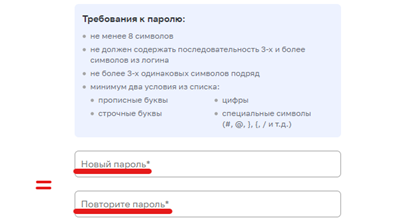 Требования к паролю:
не менее 8 символов
не должен содержать последовательность 3-х и более
символов из логина
не более 3-х одинаковых символов подряд
минимум два условия из списка:
прописные буквы
цифры
строчные буквы
специальные символы
(#, @, }, {, / и т.д.)
Новый пароль*
=
Повторите пароль*